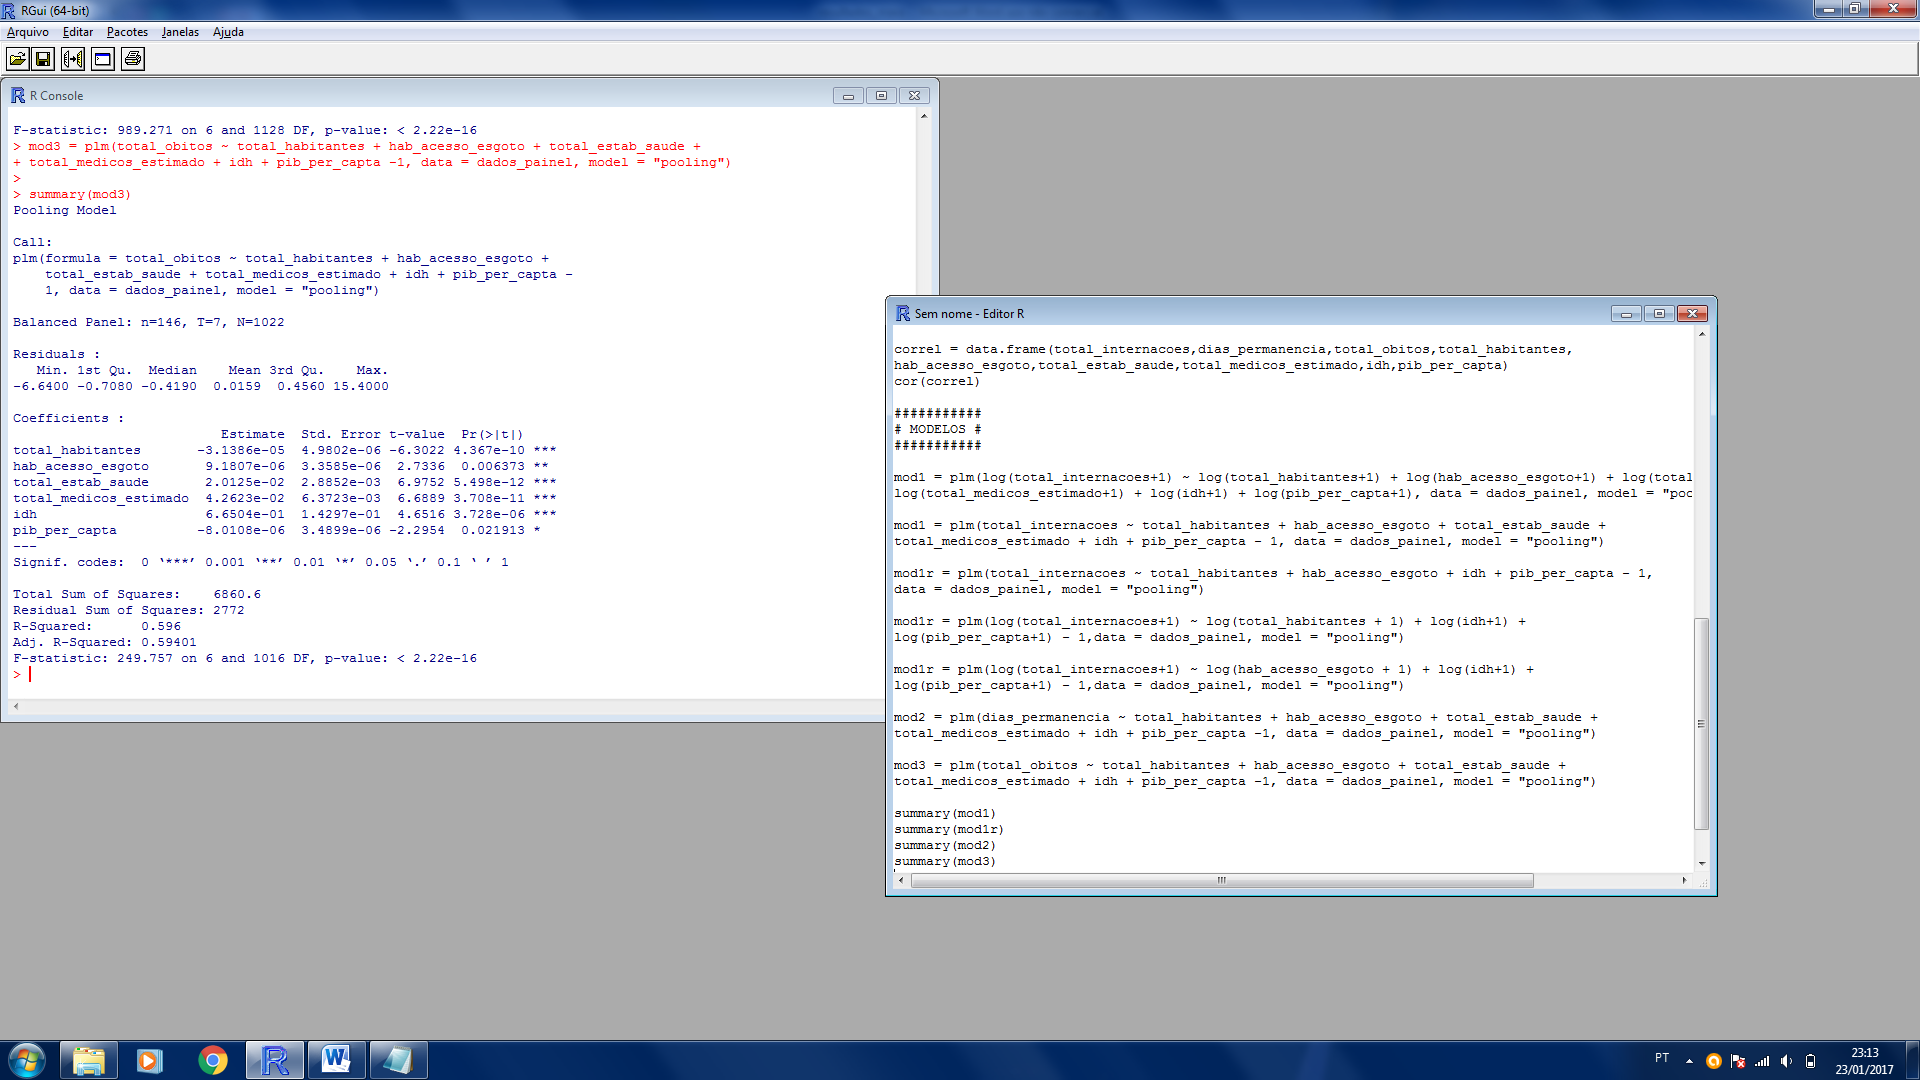 RGui (64-bit)
Arquivo Editar Pacotes Janelas Ajuda
R Console
F-statistic: 989.271 on 6 and 1128 DF, p-value: < 2.22e-16
> mod3 = plm(total_obitos ~ total_habitantes + hab_acesso_esgoto + total_estab_saude +
+ total_medicos_estimado + idh + pib_per_capta -1, data = dados_painel, model = "pooling")
>
> summary(mod3)
Pooling Model
Call:
plm(formula = total_obitos ~ total_habitantes + hab_acesso_esgoto +
    total_estab_saude + total_medicos_estimado + idh + pib_per_capta -
    1, data = dados_painel, model = "pooling")
Balanced Panel: n=146, T=7, N=1022
Residuals :
   Min. 1st Qu.  Median    Mean 3rd Qu.    Max.
-6.6400 -0.7080 -0.4190  0.0159  0.4560 15.4000
Coefficients :
                          Estimate  Std. Error t-value  Pr(>|t|)
total_habitantes       -3.1386e-05  4.9802e-06 -6.3022 4.367e-10 ***
hab_acesso_esgoto       9.1807e-06  3.3585e-06  2.7336  0.006373 **
total_estab_saude       2.0125e-02  2.8852e-03  6.9752 5.498e-12 ***
total_medicos_estimado  4.2623e-02  6.3723e-03  6.6889 3.708e-11 ***
idh                     6.6504e-01  1.4297e-01  4.6516 3.728e-06 ***
pib_per_capta          -8.0108e-06  3.4899e-06 -2.2954  0.021913 *
---
Signif. codes:  0 ‘***’ 0.001 ‘**’ 0.01 ‘*’ 0.05 ‘.’ 0.1 ‘ ’ 1
Total Sum of Squares:    6860.6
Residual Sum of Squares: 2772
R-Squared:      0.596
Adj. R-Squared: 0.59401
F-statistic: 249.757 on 6 and 1016 DF, p-value: < 2.22e-16
>
Sem nome - Editor R
correl = data.frame(total_internacoes,dias_permanencia,total_obitos,total_habitantes,
hab_acesso_esgoto,total_estab_saude,total_medicos_estimado,idh,pib_per_capta)
cor(correl)
###########
# MODELOS #
###########
mod1 = plm(log(total_internacoes+1) ~ log(total_habitantes+1) + log(hab_acesso_esgoto+1) + log(total
log(total_medicos_estimado+1) + log(idh+1) + log(pib_per_capta+1), data = dados_painel, model = "poo
mod1 = plm(total_internacoes ~ total_habitantes + hab_acesso_esgoto + total_estab_saude +
total_medicos_estimado + idh + pib_per_capta - 1, data = dados_painel, model = "pooling")
mod1r = plm(total_internacoes ~ total_habitantes + hab_acesso_esgoto + idh + pib_per_capta - 1,
data = dados_painel, model = "pooling")
mod1r = plm(log(total_internacoes+1) ~ log(total_habitantes + 1) + log(idh+1) +
log(pib_per_capta+1) - 1,data = dados_painel, model = "pooling")
mod1r = plm(log(total_internacoes+1) ~ log(hab_acesso_esgoto + 1) + log(idh+1) +
log(pib_per_capta+1) - 1,data = dados_painel, model = "pooling")
mod2 = plm(dias_permanencia ~ total_habitantes + hab_acesso_esgoto + total_estab_saude +
total_medicos_estimado + idh + pib_per_capta -1, data = dados_painel, model = "pooling")
mod3 = plm(total_obitos ~ total_habitantes + hab_acesso_esgoto + total_estab_saude +
total_medicos_estimado + idh + pib_per_capta -1, data = dados_painel, model = "pooling")
summary(mod1)
summary(mod1r)
summary(mod2)
summary(mod3)
PT
23:13
23/01/2017